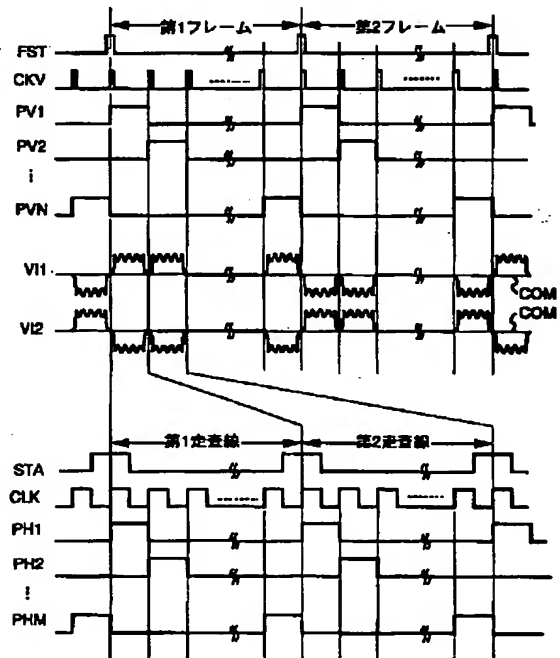 第1フレーム 第2フレーム
FST
CKV
PV1
PV2
PVN
VI1
COM
COM
VI2
第1走査線 第2走査線
STA
CLK
PH1
PH2
PHM